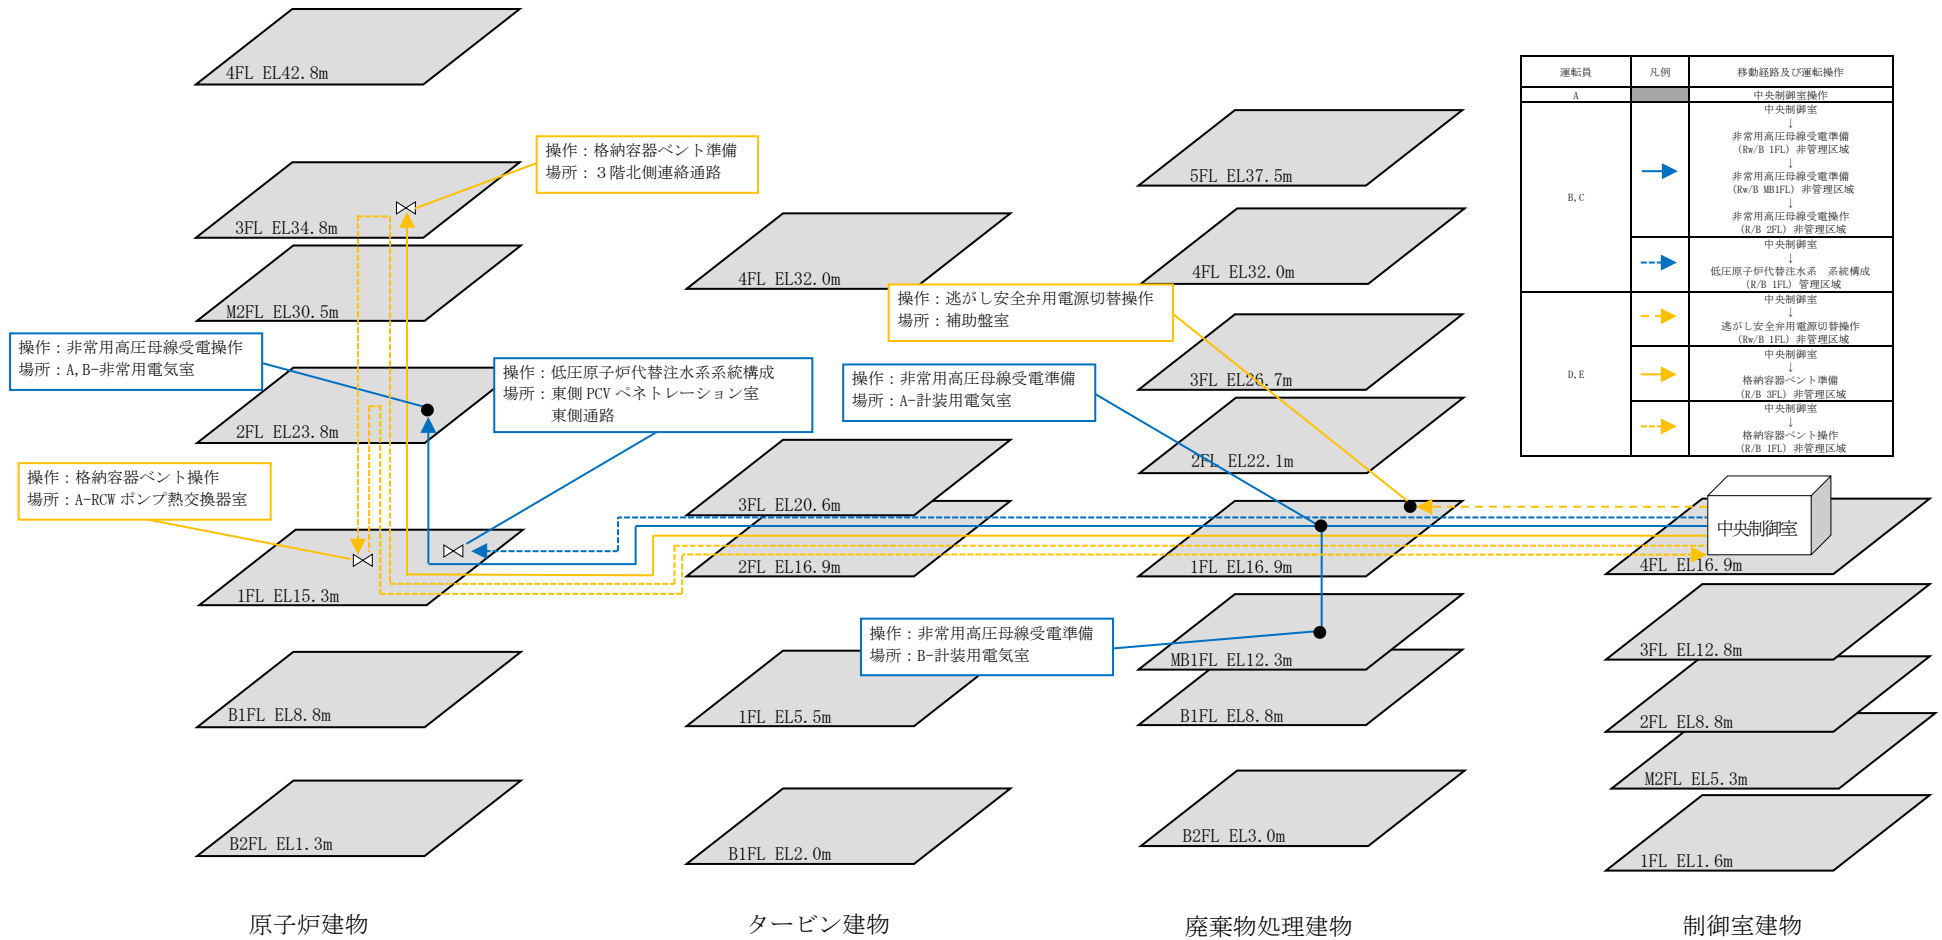 4FL EL42.8m
3FL EL34.8m
M2FL EL30.5m
2FL EL23.8m
1FL EL15.3m
B1FL EL8.8m
B2FL EL1.3m
原子炉建物
操作：格納容器ベント準備
場所：３階北側連絡通路
操作：非常用高圧母線受電操作
場所：A,B-非常用電気室
操作：格納容器ベント操作
場所：A-RCW ポンプ熱交換器室
操作：低圧原子炉代替注水系系統構成
場所：東側 PCV ペネトレーション室
東側通路
4FL EL32.0m
3FL EL20.6m
2FL EL16.9m
1FL EL5.5m
B1FL EL2.0m
タービン建物
操作：逃がし安全弁用電源切替操作
場所：補助盤室
操作：非常用高圧母線受電準備
場所：A-計装用電気室
操作：非常用高圧母線受電準備
場所：B-計装用電気室
5FL EL37.5m
4FL EL32.0m
3FL EL26.7m
2FL EL22.1m
1FL EL16.9m
MB1FL EL12.3m
B1FL EL8.8m
B2FL EL3.0m
廃棄物処理建物
中央制御室
4FL EL16.9m
3FL EL12.8m
2FL EL8.8m
M2FL EL5.3m
1FL EL1.6m
制御室建物
運転員 凡例 移動経路及び運転操作
A 中央制御室操作
B,C
中央制御室
↓
非常用高圧母線受電準備
(Rw/B 1FL) 非管理区域
↓
非常用高圧母線受電準備
(Rw/B MB1FL) 非管理区域
↓
非常用高圧母線受電操作
(R/B 2FL) 非管理区域
中央制御室
↓
低圧原子炉代替注水系　系統構成
(R/B 1FL) 管理区域
D,E
中央制御室
↓
逃がし安全弁用電源切替操作
(Rw/B 1FL) 非管理区域
中央制御室
↓
格納容器ベント準備
(R/B 3FL) 非管理区域
中央制御室
↓
格納容器ベント操作
(R/B 1FL) 非管理区域